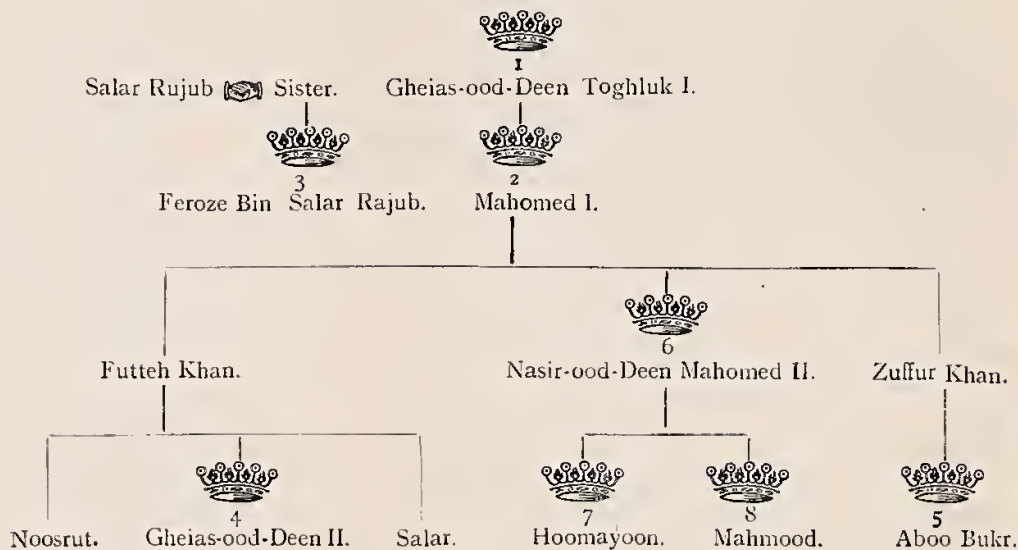 1
Salar Rujub Sister. Gheias-ood-Deen Toghluk I.
3 2
Feroze Bin Salar Rajub. Mahomed I.
6
Futteh Khan. Nasir-ood-Deen Mahomed II. Zuffur Khan.
4 7 8 5
Noosrut. Gheias-ood-Deen II. Salar. Hoomayoon. Mahmood. Aboo Bukr.